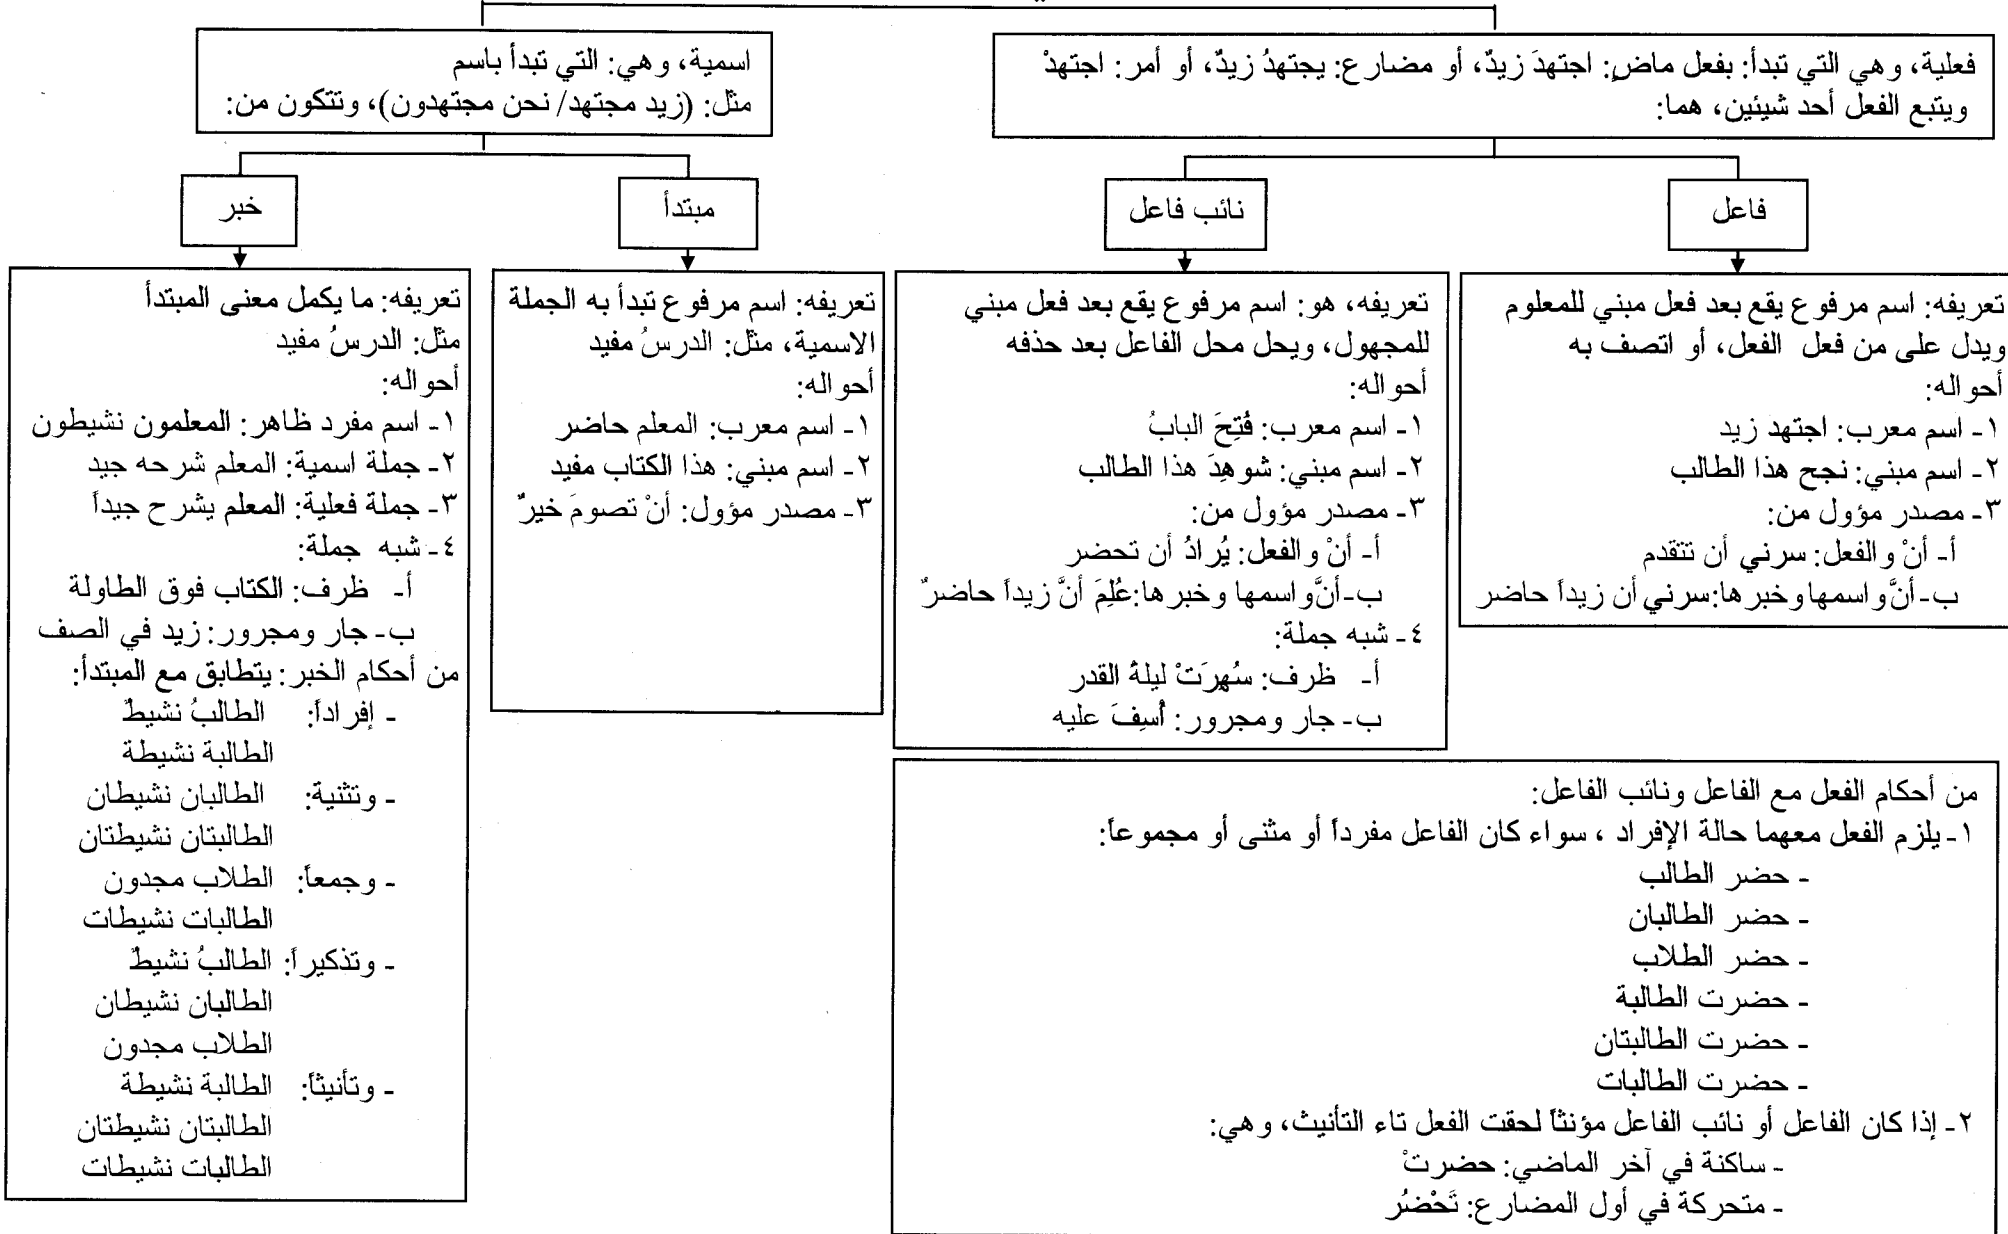 فعلية، وهي التي تبدأ: بفعل ماضٍ: اجتهدَ زيدٌ، أو مضارع: يجتهدُ زيدٌ، أو أمر: اجتهدْ
ويتبع الفعل أحد شيئين، هما:
فاعل
تعريفه: اسم مرفوع يقع بعد فعل مبني للمعلوم
ويدل على من فعل الفعل، أو اتصف به
أحواله:
١- اسم معرب: اجتهد زيد
٢- اسم مبني: نجح هذا الطالب
٣- مصدر مؤول من:
أ- أنْ والفعل: سرني أن تتقدم
ب- أنَّ واسمها وخبرها: سرني أن زيداً حاضر
نائب فاعل
تعريفه، هو: اسم مرفوع يقع بعد فعل مبني
للمجهول، ويحل محل الفاعل بعد حذفه
أحواله:
١- اسم معرب: فُتِحَ البابُ
٢- اسم مبني: شوهِدَ هذا الطالب
٣- مصدر مؤول من:
أ- أنْ والفعل: يُرادُ أن تحضر
ب- أنَّ واسمها وخبرها: عُلِمَ أنَّ زيداً حاضرٌ
٤- شبه جملة:
أ- ظرف: سُهِرَتْ ليلةُ القدر
ب- جار ومجرور: أُسِفَ عليه
من أحكام الفعل مع الفاعل ونائب الفاعل:
١- يلزم الفعل معهما حالة الإفراد ، سواء كان الفاعل مفرداً أو مثنى أو مجموعاً:
- حضر الطالب
- حضر الطالبان
- حضر الطلاب
- حضرت الطالبة
- حضرت الطالبتان
- حضرت الطالبات
٢- إذا كان الفاعل أو نائب الفاعل مؤنثاً لحقت الفعل تاء التأنيث، وهي:
- ساكنة في آخر الماضي: حضرتْ
- متحركة في أول المضارع: تَحْضُر
اسمية، وهي: التي تبدأ باسم
مثل: (زيد مجتهد/ نحن مجتهدون)، وتتكون من:
مبتدأ
تعريفه: اسم مرفوع تبدأ به الجملة
الاسمية، مثل: الدرسُ مفيد
أحواله:
١- اسم معرب: المعلم حاضر
٢- اسم مبني: هذا الكتاب مفيد
٣- مصدر مؤول: أنْ تصومَ خيرٌ
خبر
تعريفه: ما يكمل معنى المبتدأ
مثل: الدرسُ مفيد
أحواله:
١- اسم مفرد ظاهر: المعلمون نشيطون
٢- جملة اسمية: المعلم شرحه جيد
٣- جملة فعلية: المعلم يشرح جيداً
٤- شبه جملة:
أ- ظرف: الكتاب فوق الطاولة
ب- جار ومجرور: زيد في الصف
من أحكام الخبر: يتطابق مع المبتدأ:
- إفراداً: الطالبُ نشيطٌ
الطالبة نشيطة
- وتثنية: الطالبان نشيطان
الطالبتان نشيطتان
- وجمعاً: الطلاب مجدون
الطالبات نشيطات
- وتذكيراً: الطالبُ نشيطٌ
الطالبان نشيطان
الطلاب مجدون
- وتأنيثاً: الطالبة نشيطة
الطالبتان نشيطتان
الطالبات نشيطات